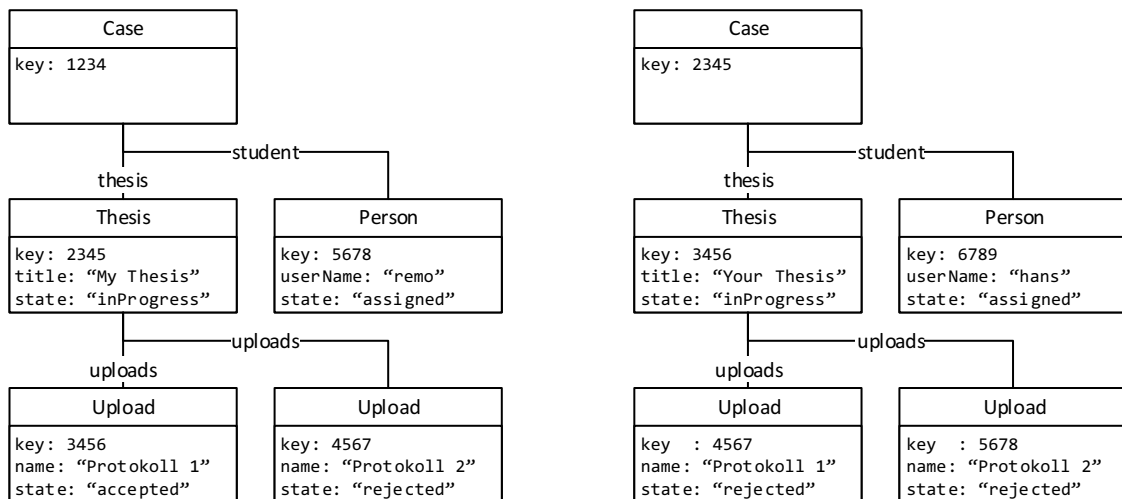 Case
key: 1234
student
thesis
Thesis
key: 2345
title: “My Thesis”
state: “inProgress”
Person
key: 5678
userName: “remo”
state: “assigned”
uploads
uploads
Upload
key: 3456
name: “Protokoll 1”
state: “accepted”
Upload
key: 4567
name: “Protokoll 2”
state: “rejected”
Case
key: 2345
student
thesis
Thesis
key: 3456
title: “Your Thesis”
state: “inProgress”
Person
key: 6789
userName: “hans”
state: “assigned”
uploads
uploads
Upload
key  : 4567
name: “Protokoll 1”
state: “rejected”
Upload
key  : 5678
name: “Protokoll 2”
state: “rejected”